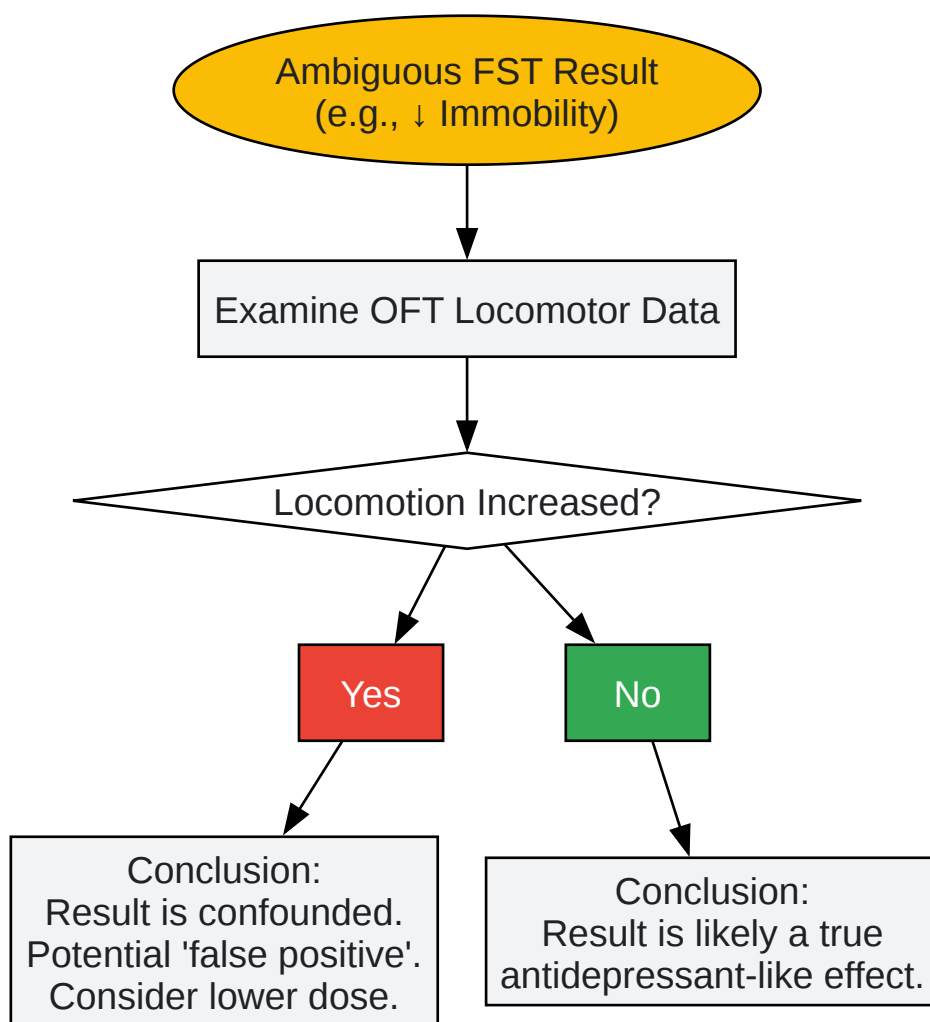 Ambiguous FST Result
(e.g., ↓ Immobility)
Examine OFT Locomotor Data
Locomotion Increased?
Yes
No
Conclusion:
Result is confounded.
Potential 'false positive'.
Consider lower dose.
Conclusion:
Result is likely a true
antidepressant-like effect.